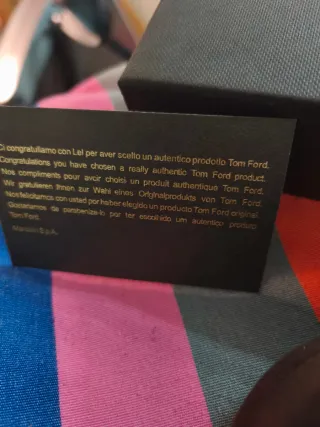 Ci congratuliamo con Lei per aver scelto un autentico prodotto Tom Ford.
Congratulations you have chosen a really authentic Tom Ford product.
Nos compliments pour avoir choisi un produit authentique Tom Ford.
Wir gratulieren Ihnen zur Wahl eines Originalprodukts von Tom Ford.
Nos felicitamos con usted por haber elegido un producto Tom Ford original.
Gostaríamos de parabenize-lo por ter escolhido um autentico produto
Tom Ford.
Marcolin S.p.A.